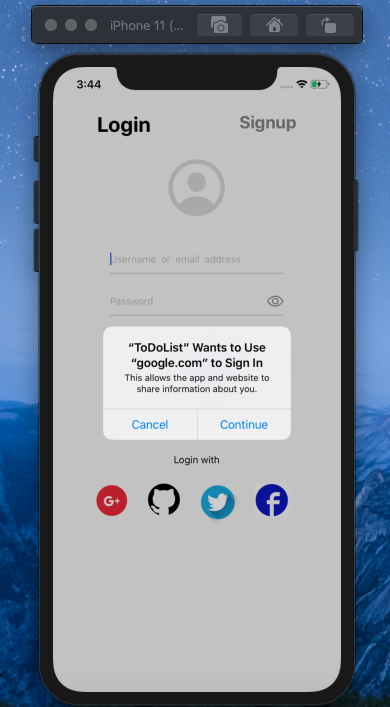 iPhone 11 (...
3:44
Login
Signup
Username or email address
Password
“ToDoList” Wants to Use
“google.com” to Sign In
This allows the app and website to
share information about you.
Cancel
Continue
Login with
G+
f